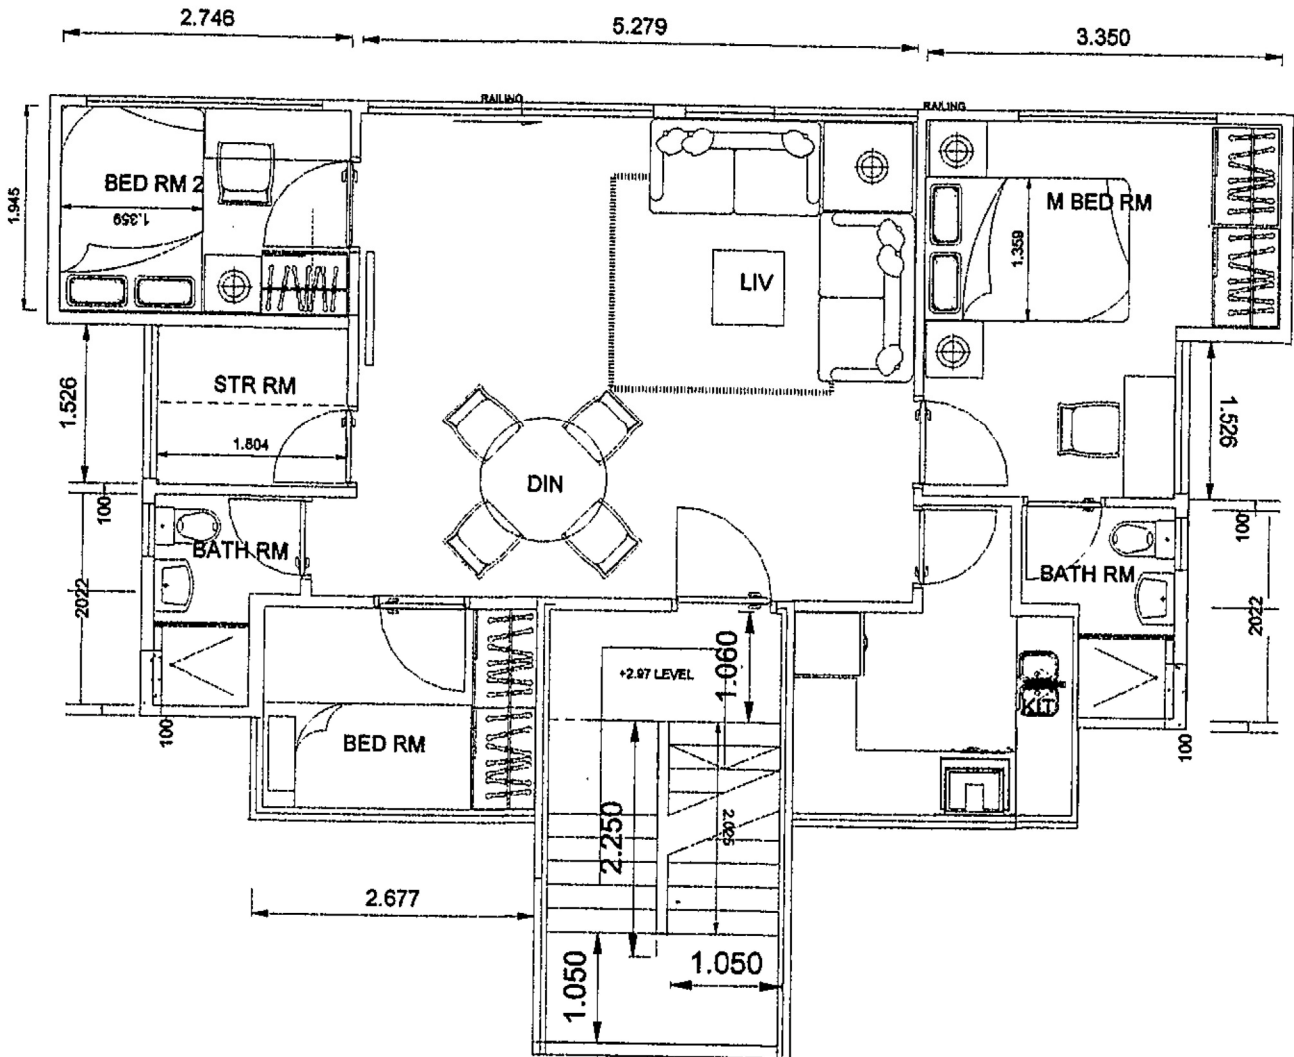 2.746
5.279
3.350
RAILING
RAILING
1.945
BED RM 2
1.359
M BED RM
1.359
LIV
1.526
STR RM
1.804
1.526
DIN
100
100
BATH RM
BATH RM
2022
2022
1.060
+2.97 LEVEL
KIT
BED RM
100
100
2.250
2.025
2.677
1.050
1.050